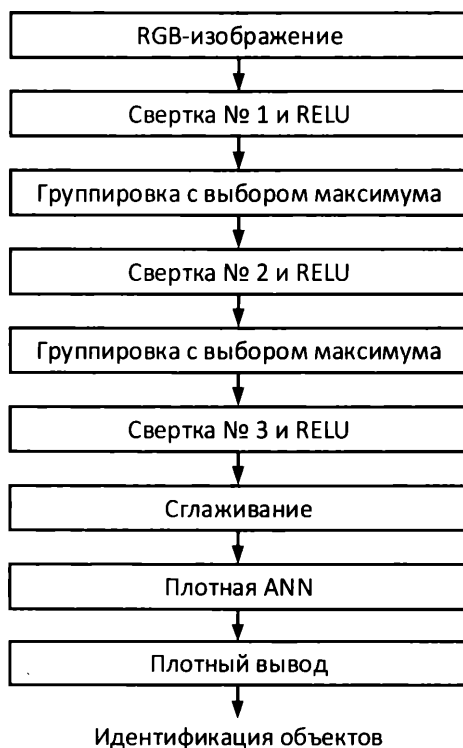 RGB-изображение
Свертка № 1 и RELU
Группировка с выбором максимума
Свертка № 2 и RELU
Группировка с выбором максимума
Свертка № 3 и RELU
Сглаживание
Плотная ANN
Плотный вывод
Идентификация объектов